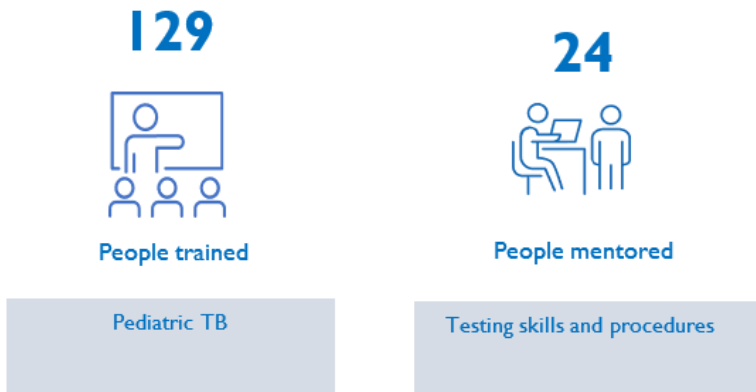 129
People trained
Pediatric TB
24
People mentored
Testing skills and procedures